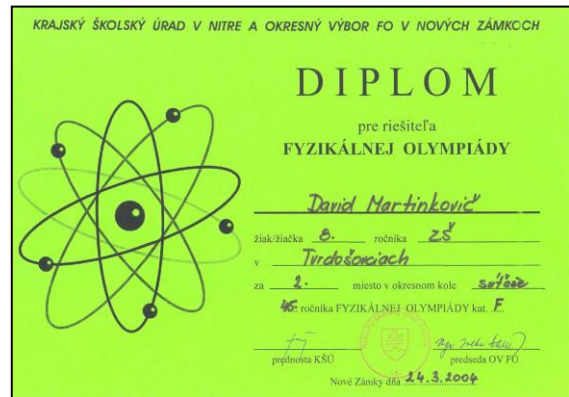 KRAJSKÝ ŠKOLSKÝ ÚRAD V NITRE A OKRESNÝ VÝBOR FO V NOVÝCH ZÁMKOCH
DIPLOM
pre riešiteľa
FYZIKÁLNEJ OLYMPIÁDY
David Martinkovič
žiak/žiačka 8. ročníka ZŠ
v Tvrdošovciach
za 2. miesto v okresnom kole súťaže
45. ročníka FYZIKÁLNEJ OLYMPIÁDY kat. F
prednosta KŠÚ predseda OV FO
Nové Zámky dňa 24.3.2004